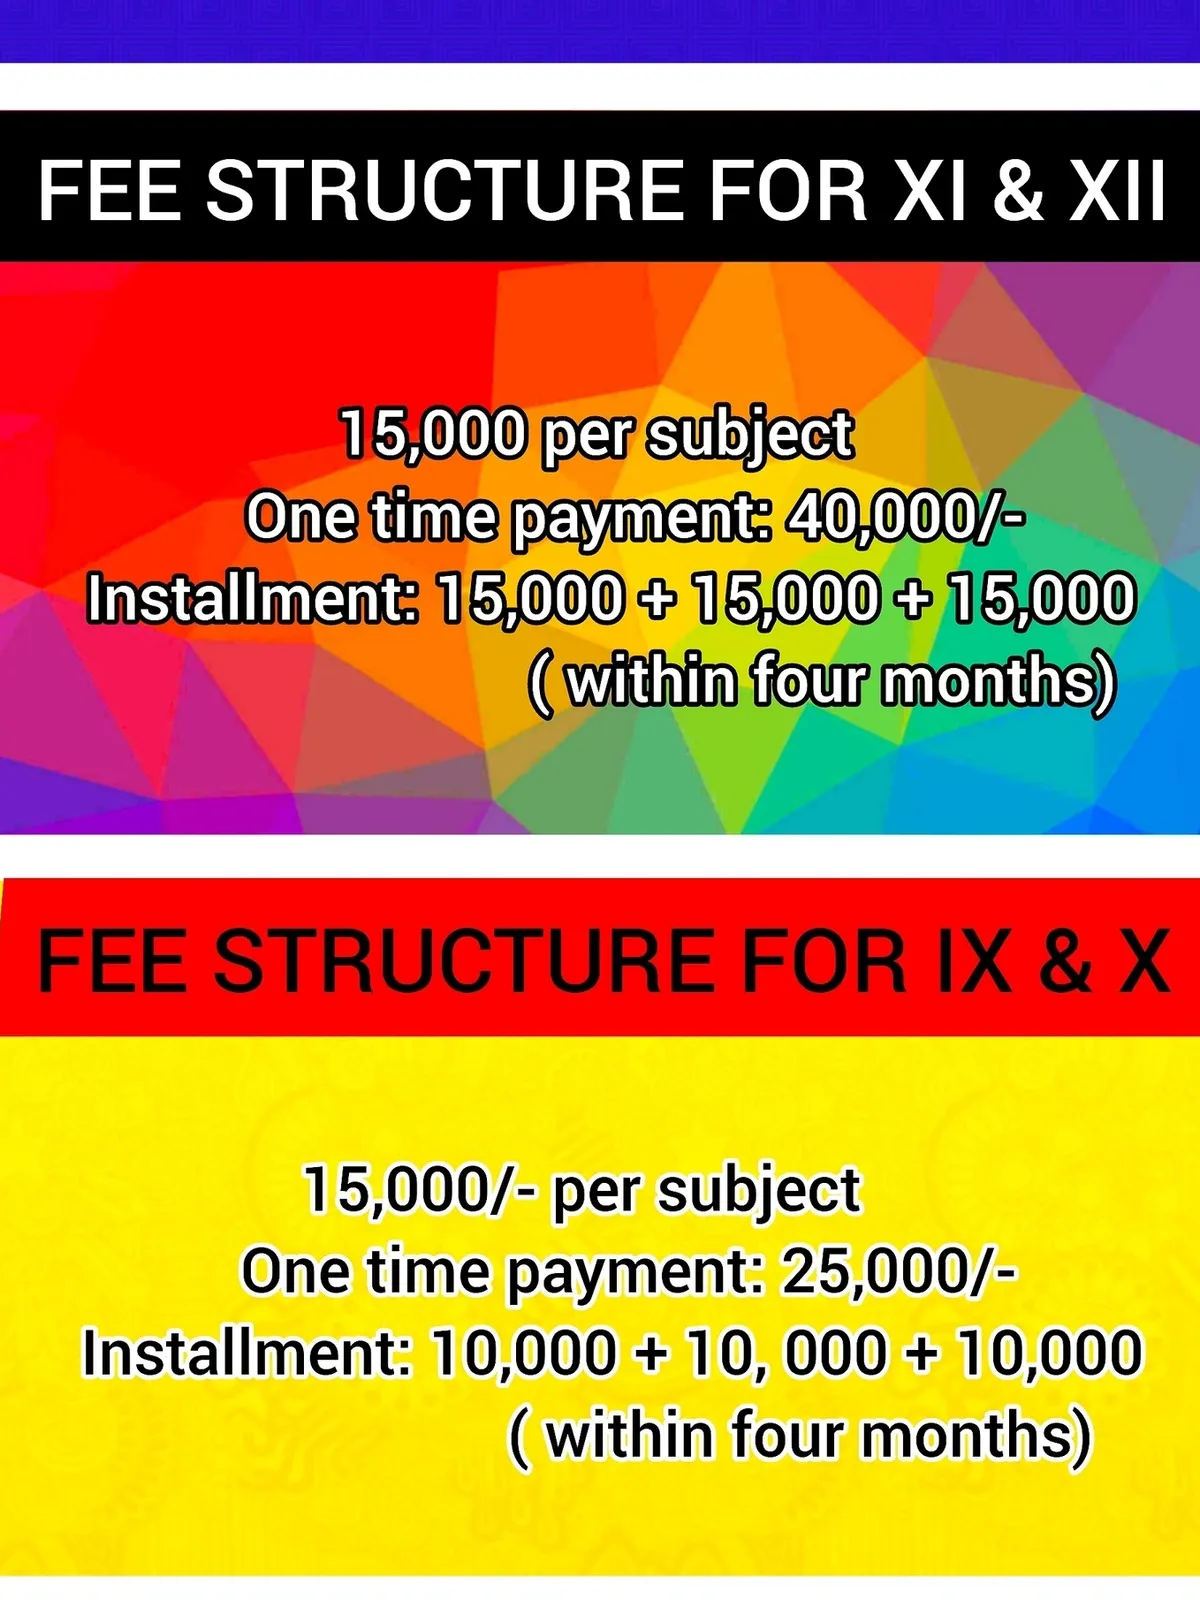 FEE STRUCTURE FOR XI & XII
15,000 per subject
One time payment: 40,000/-
Installment: 15,000 + 15,000 + 15,000
( within four months)
FEE STRUCTURE FOR IX & X
15,000/- per subject
One time payment: 25,000/-
Installment: 10,000 + 10, 000 + 10,000
( within four months)